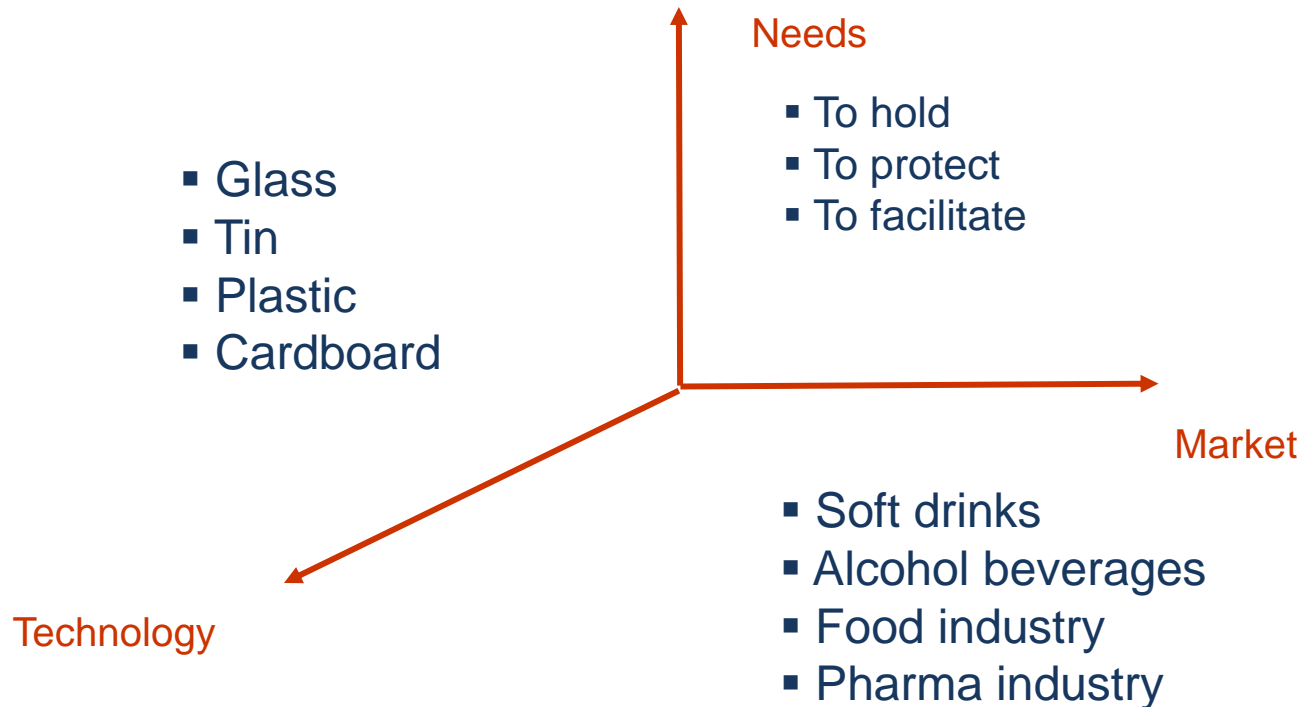 Needs
▪ To hold
▪ To protect
▪ To facilitate
▪ Glass
▪ Tin
▪ Plastic
▪ Cardboard
Market
▪ Soft drinks
▪ Alcohol beverages
▪ Food industry
▪ Pharma industry
Technology